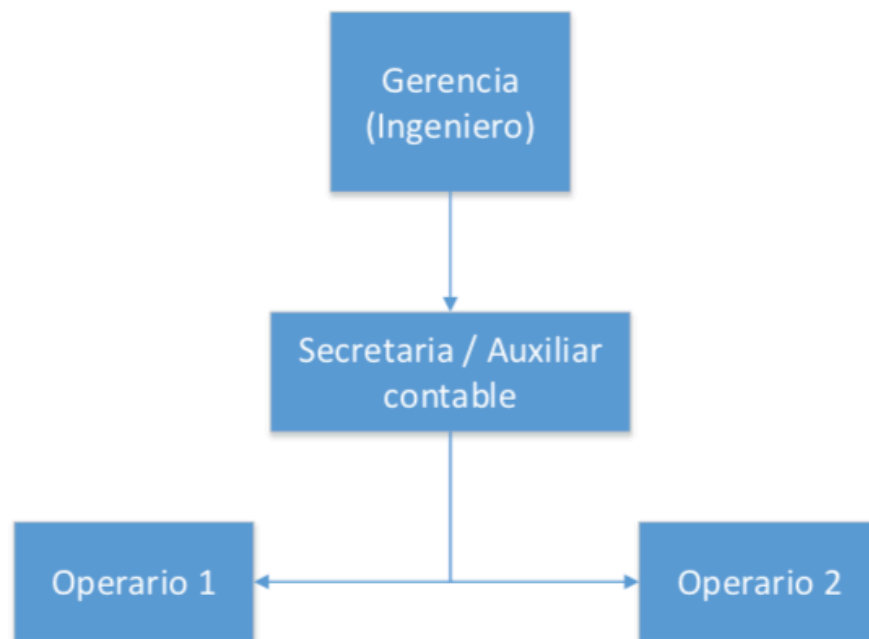 Gerencia
(Ingeniero)
Secretaria / Auxiliar
contable
Operario 1
Operario 2